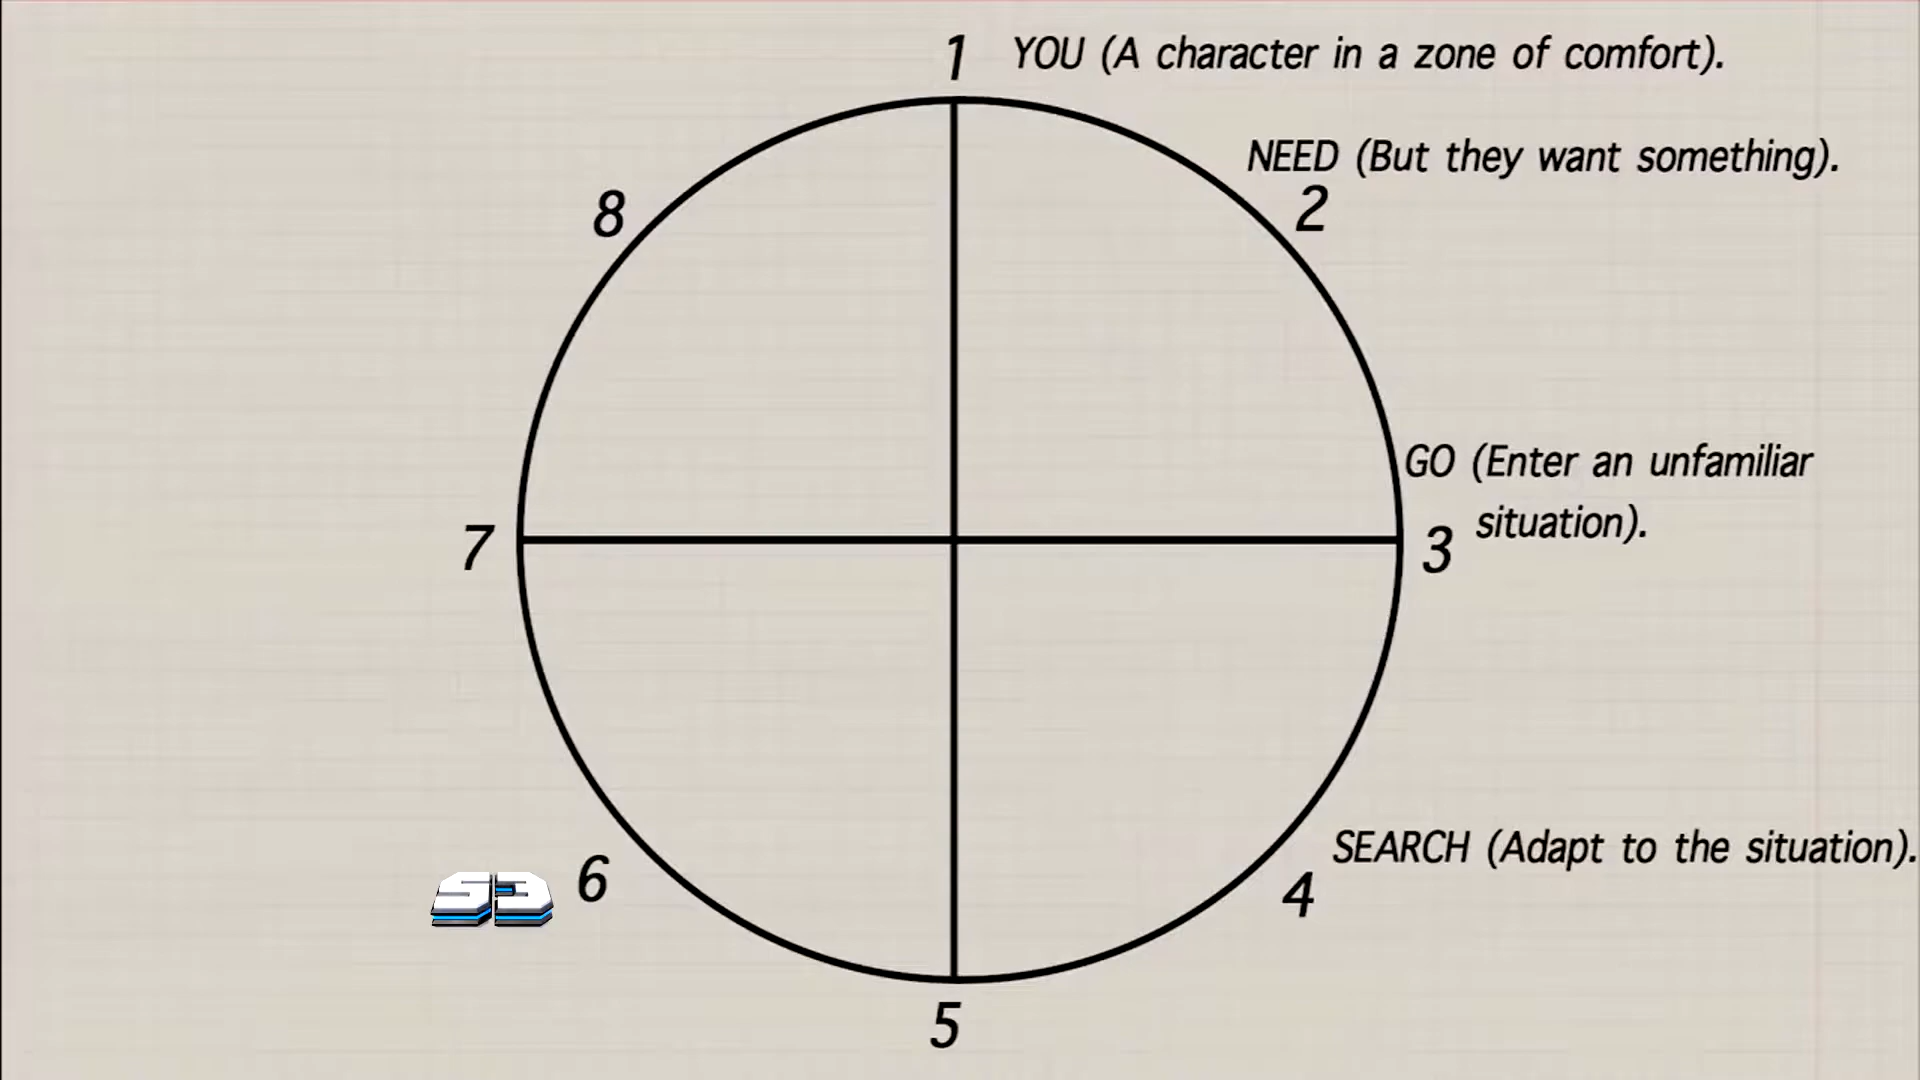 1 YOU (A character in a zone of comfort).
NEED (But they want something).
2
8
GO (Enter an unfamiliar
situation).
3
7
SEARCH (Adapt to the situation).
4
6
5